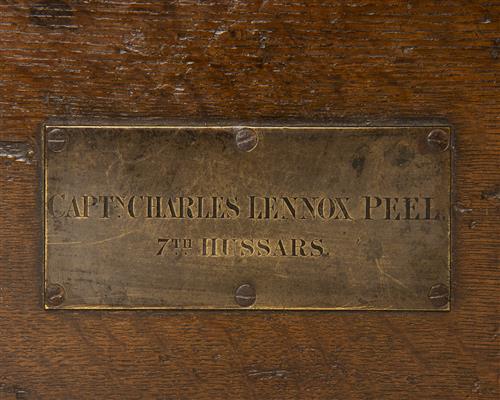 CAPTN. CHARLES LENNOX PEEL.
7TH HUSSARS.